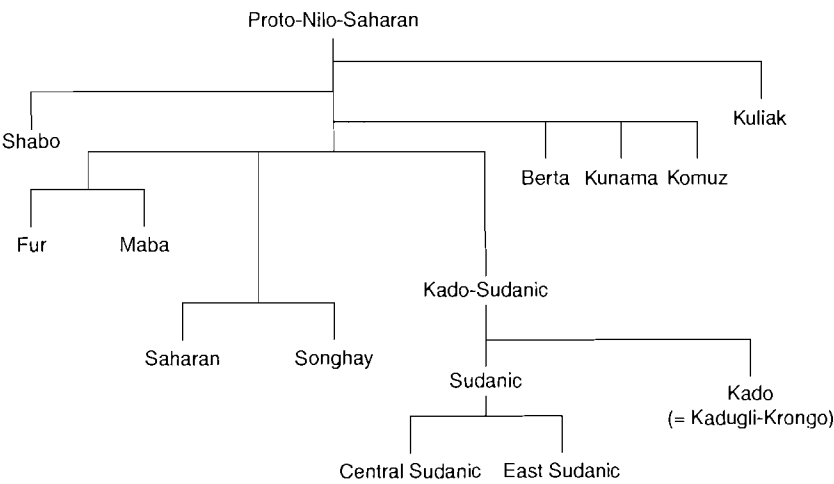 Proto-Nilo-Saharan
Kuliak
Shabo
Berta Kunama Komuz
Fur Maba
Kado-Sudanic
Saharan Songhay
Sudanic
Kado
(= Kadugli-Krongo)
Central Sudanic East Sudanic